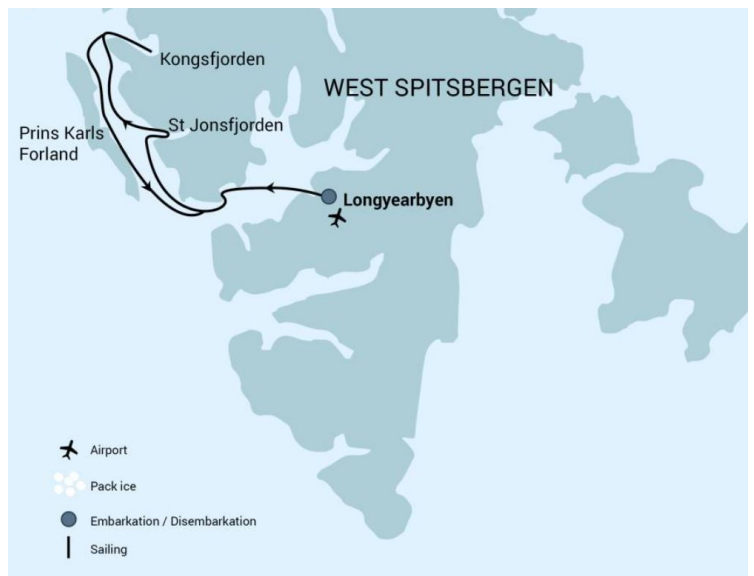 Kongsfjorden
WEST SPITSBERGEN
St Jonsfjorden
Prins Karls
Forland
Longyearbyen
Airport
Pack ice
Embarkation / Disembarkation
Sailing